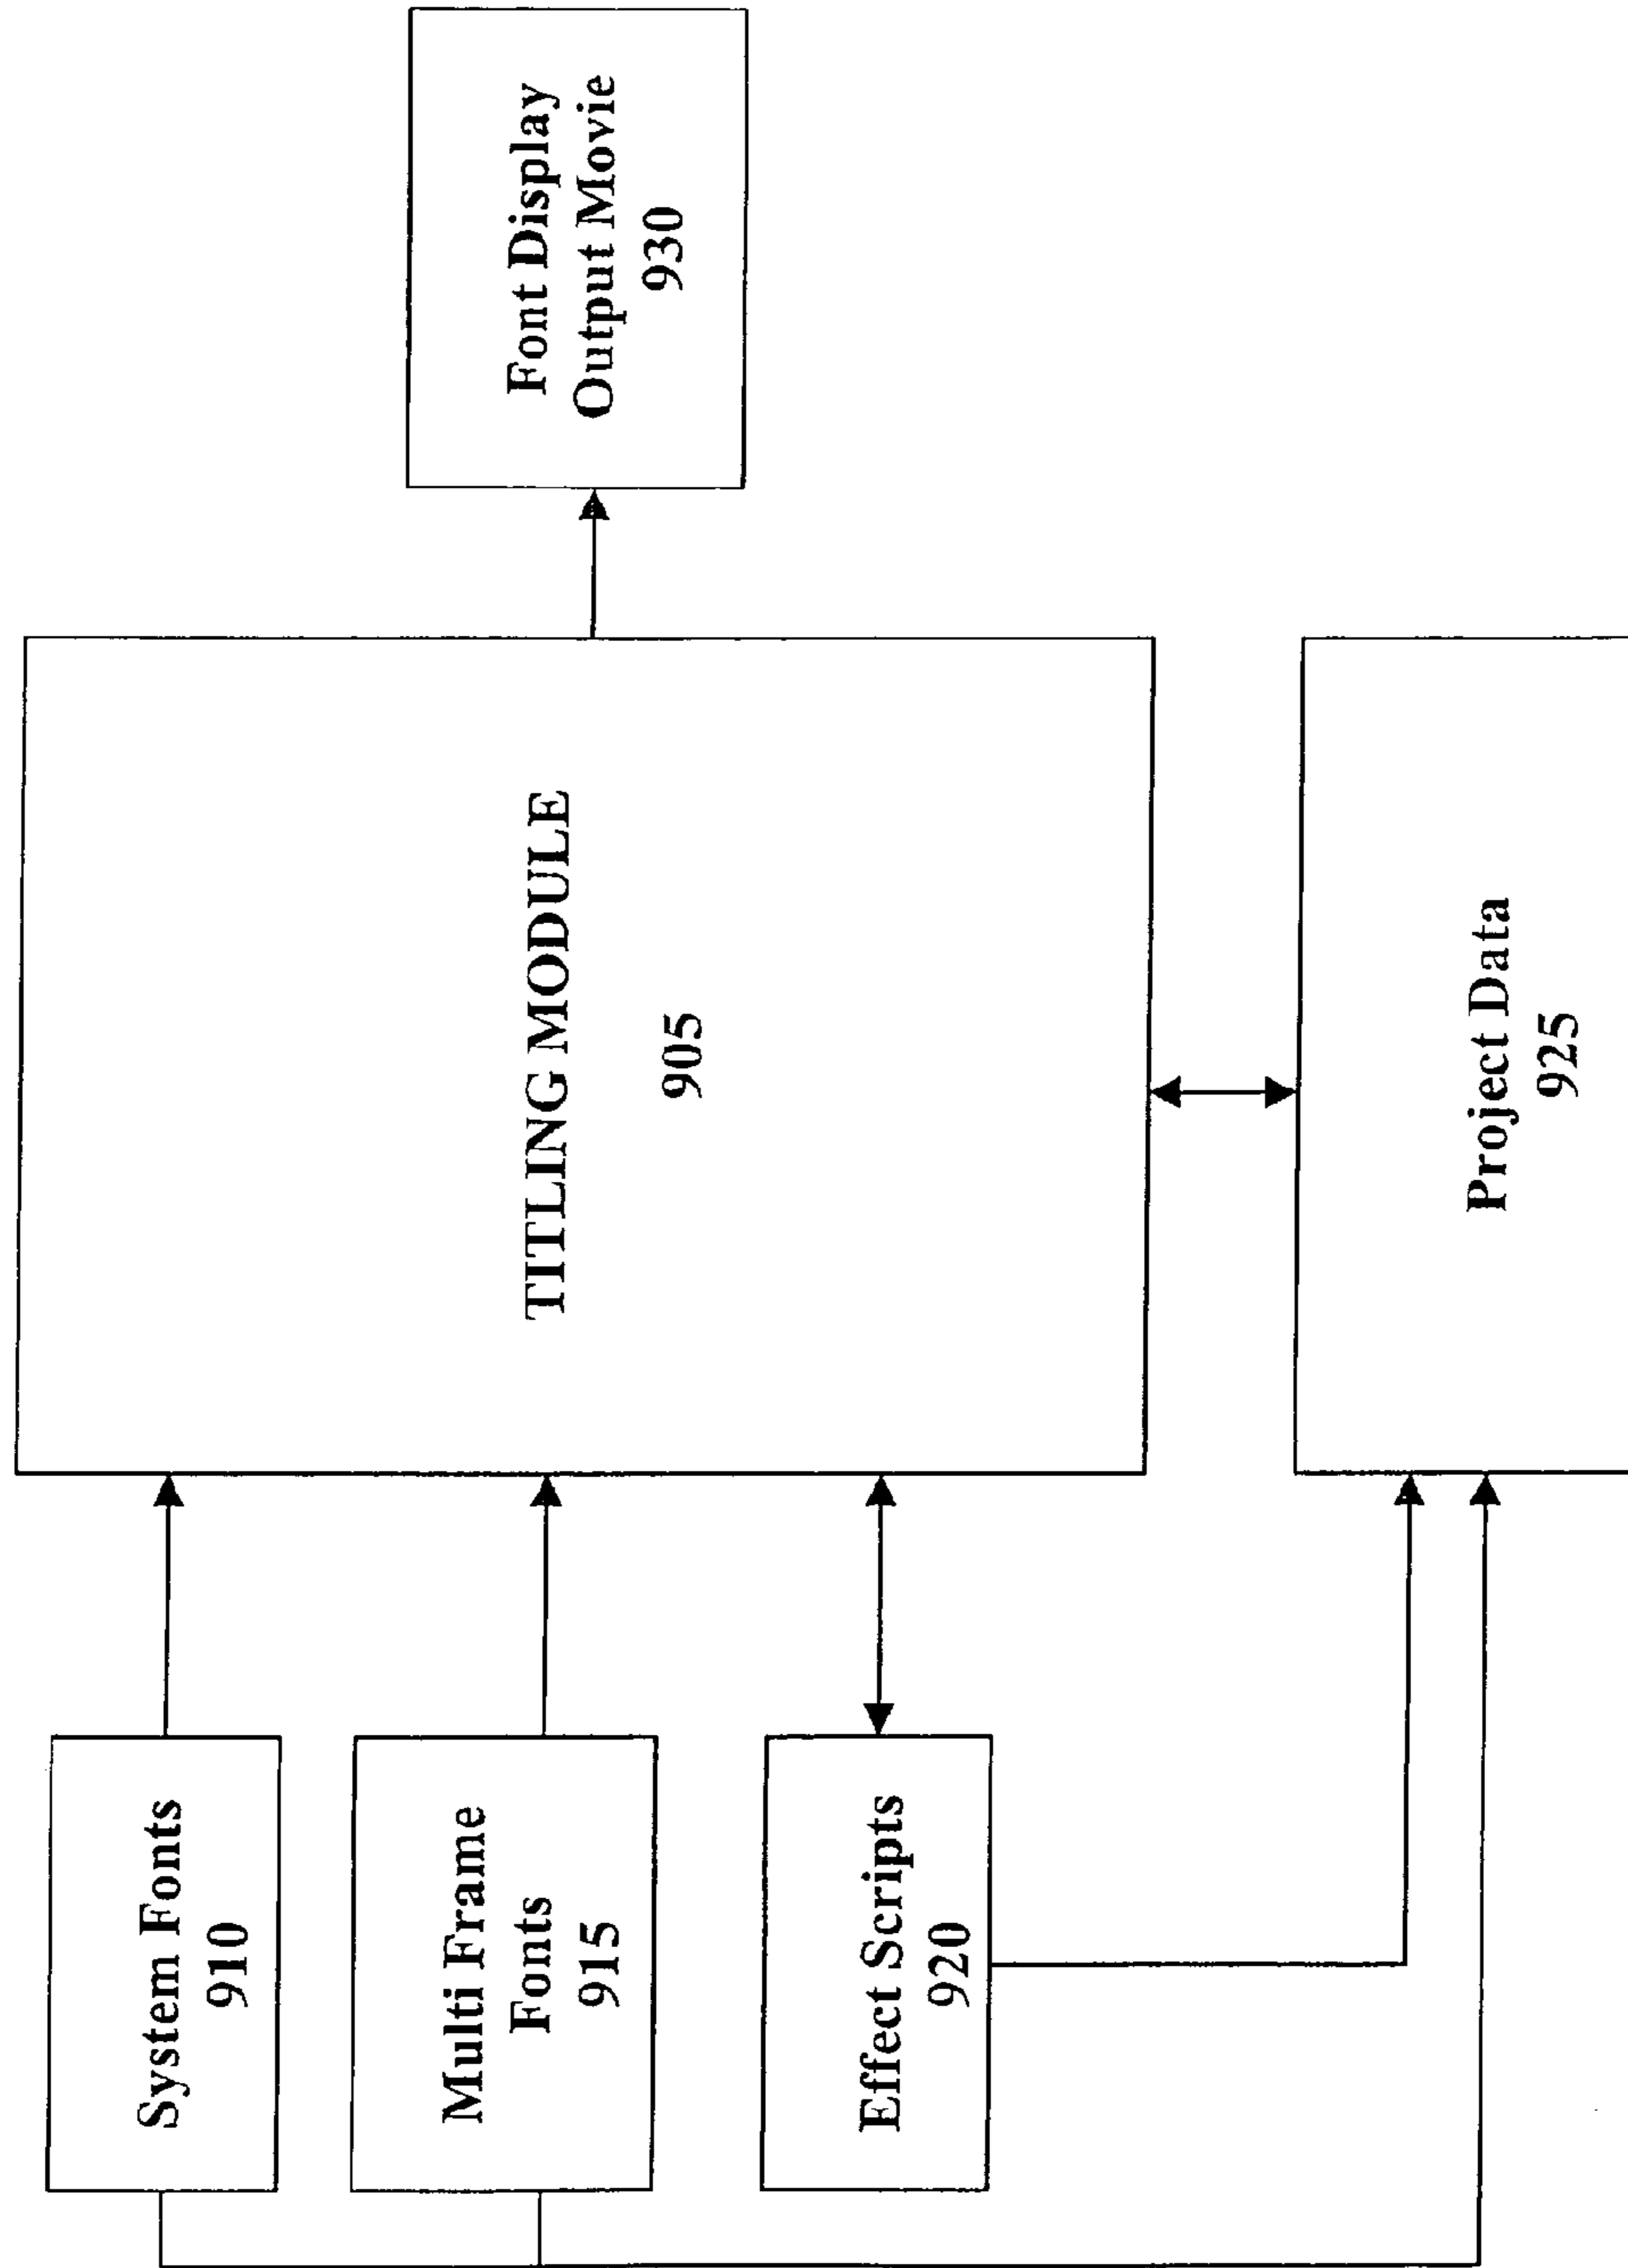 System Fonts
910
Multi Frame
Fonts
915
Effect Scripts
920
TITLING MODULE
905
Project Data
925
Font Display
Output Movie
930